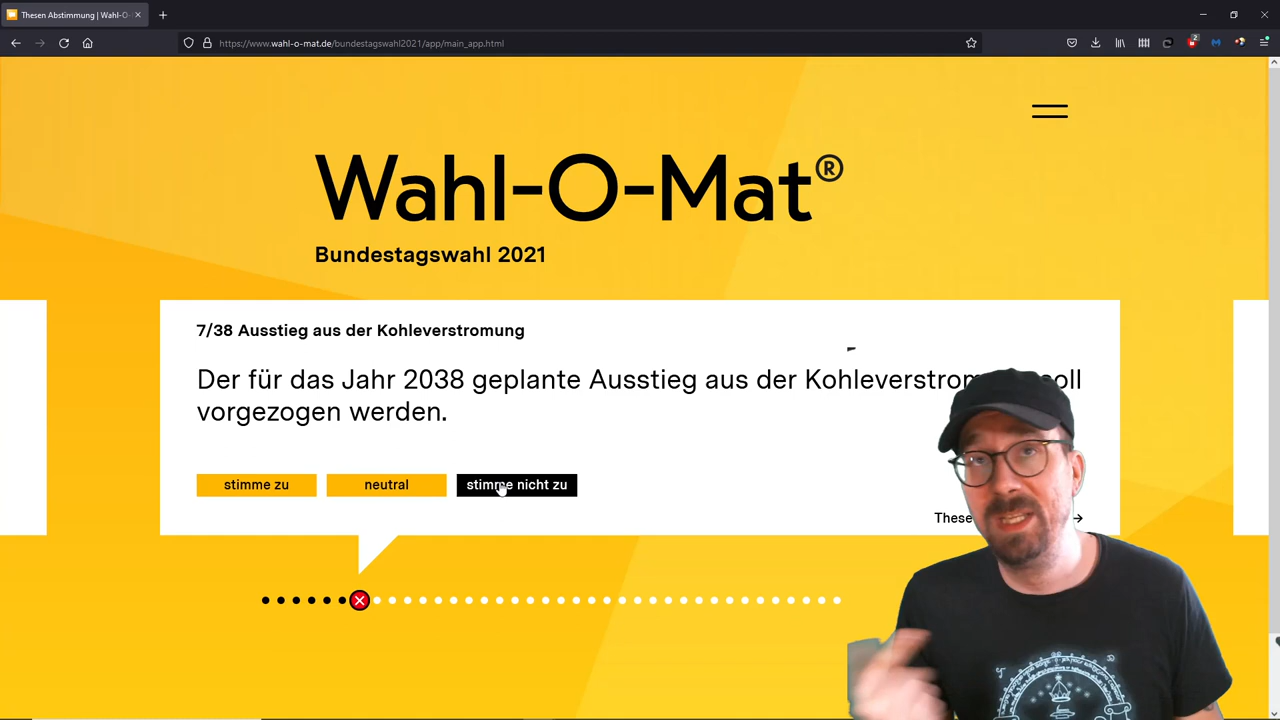 Thesen Abstimmung | Wahl-O-
2
https://www.wahl-o-mat.de/bundestagswahl2021/app/main_app.html
Wahl-O-Mat®
Bundestagswahl 2021
7/38 Ausstieg aus der Kohleverstromung
Der für das Jahr 2038 geplante Ausstieg aus der Kohleverstrom soll
vorgezogen werden.
stimme zu
neutral
stimme nicht zu
These